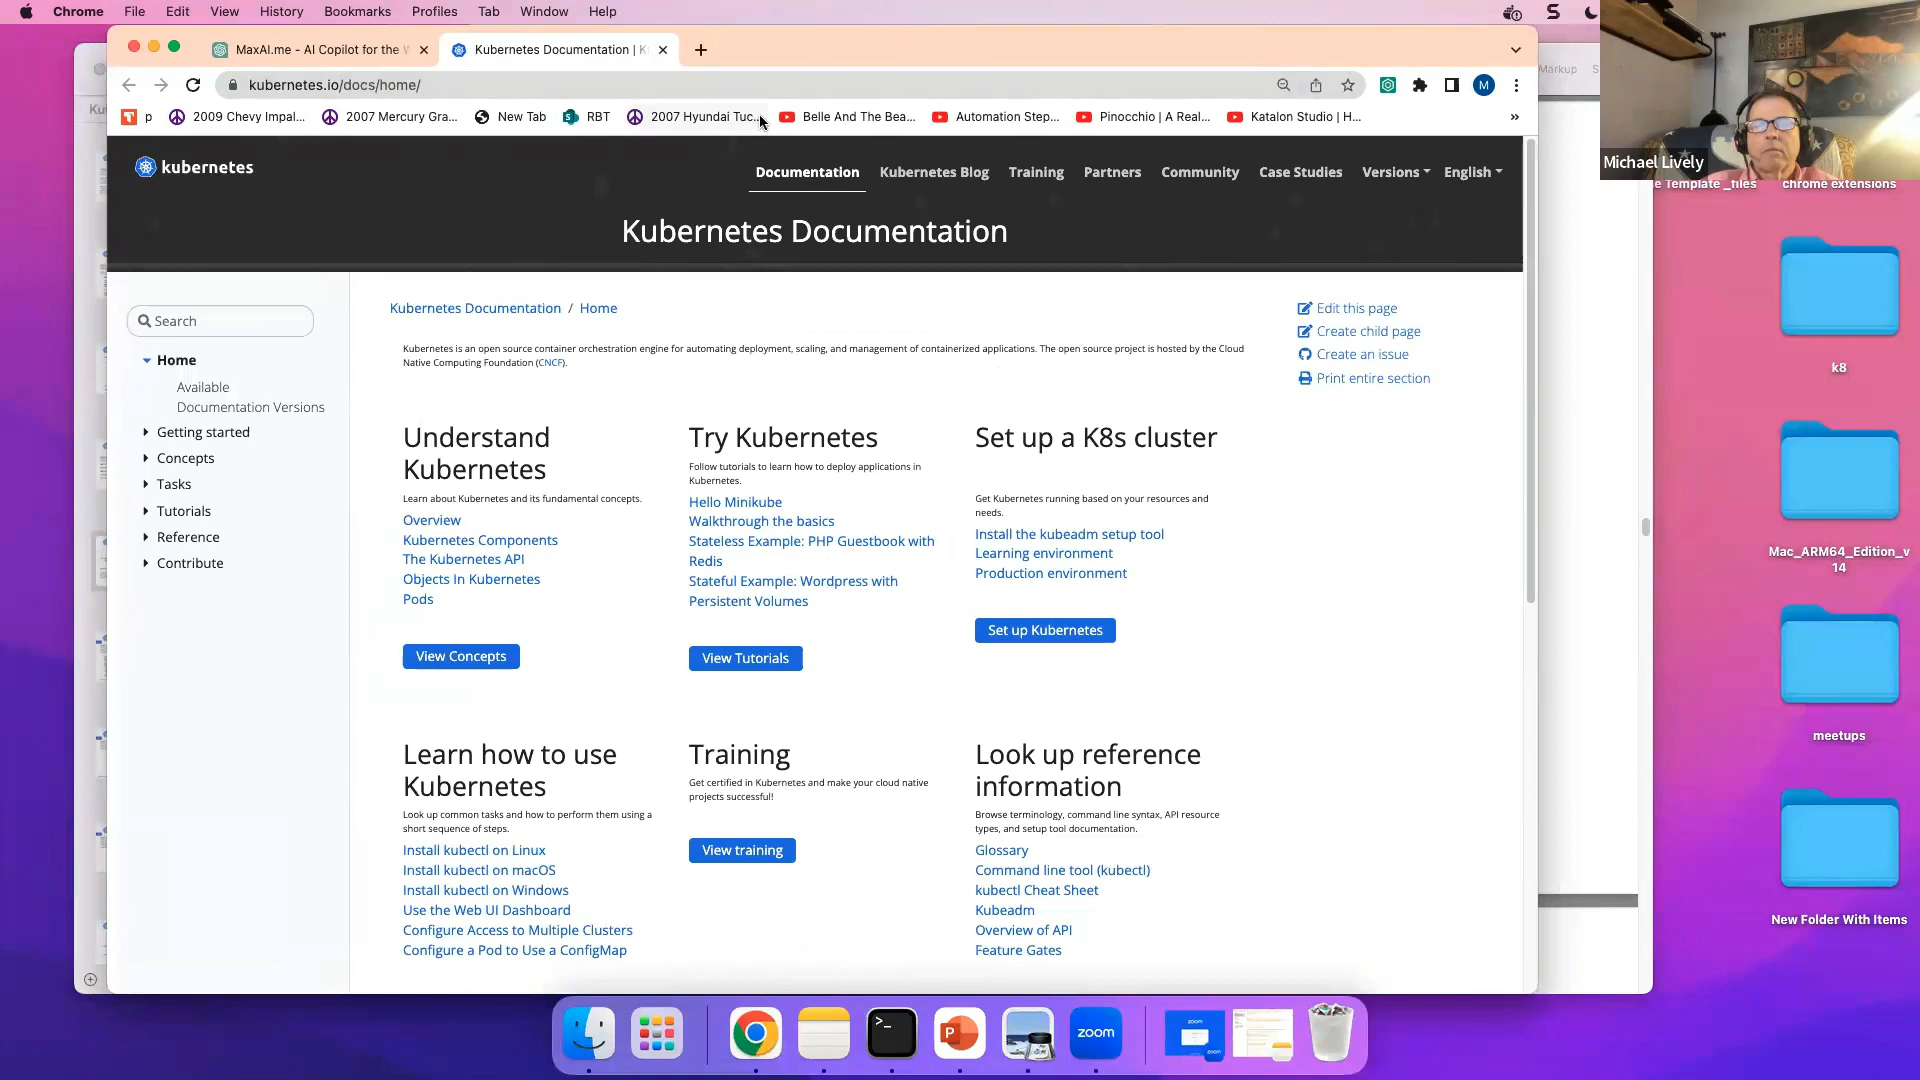 Chrome File Edit View History Bookmarks Profiles Tab Window Help
MaxAI.me - AI Copilot for the
Kubernetes Documentation | K
kubernetes.io/docs/home/
M
p 2009 Chevy Impal... 2007 Mercury Gra... New Tab RBT 2007 Hyundai Tuc... Belle And The Bea... Automation Step... Pinocchio | A Real... Katalon Studio | H... »
kubernetes
Documentation Kubernetes Blog Training Partners Community Case Studies Versions English
Kubernetes Documentation
Search
Home
Available
Documentation Versions
Getting started
Concepts
Tasks
Tutorials
Reference
Contribute
Kubernetes Documentation / Home
Kubernetes is an open source container orchestration engine for automating deployment, scaling, and management of containerized applications. The open source project is hosted by the Cloud
Native Computing Foundation (CNCF).
Edit this page
Create child page
Create an issue
Print entire section
Understand
Kubernetes
Learn about Kubernetes and its fundamental concepts.
Overview
Kubernetes Components
The Kubernetes API
Objects In Kubernetes
Pods
View Concepts
Try Kubernetes
Follow tutorials to learn how to deploy applications in
Kubernetes.
Hello Minikube
Walkthrough the basics
Stateless Example: PHP Guestbook with
Redis
Stateful Example: Wordpress with
Persistent Volumes
View Tutorials
Set up a K8s cluster
Get Kubernetes running based on your resources and
needs.
Install the kubeadm setup tool
Learning environment
Production environment
Set up Kubernetes
Learn how to use
Kubernetes
Look up common tasks and how to perform them using a
short sequence of steps.
Install kubectl on Linux
Install kubectl on macOS
Install kubectl on Windows
Use the Web UI Dashboard
Configure Access to Multiple Clusters
Configure a Pod to Use a ConfigMap
Training
Get certified in Kubernetes and make your cloud native
projects successful!
View training
Look up reference
information
Browse terminology, command line syntax, API resource
types, and setup tool documentation.
Glossary
Command line tool (kubectl)
kubectl Cheat Sheet
Kubeadm
Overview of API
Feature Gates
Markup
Michael Lively
Template _files
chrome extensions
k8
Mac_ARM64_Edition_v
14
meetups
New Folder With Items
zoom
zoom